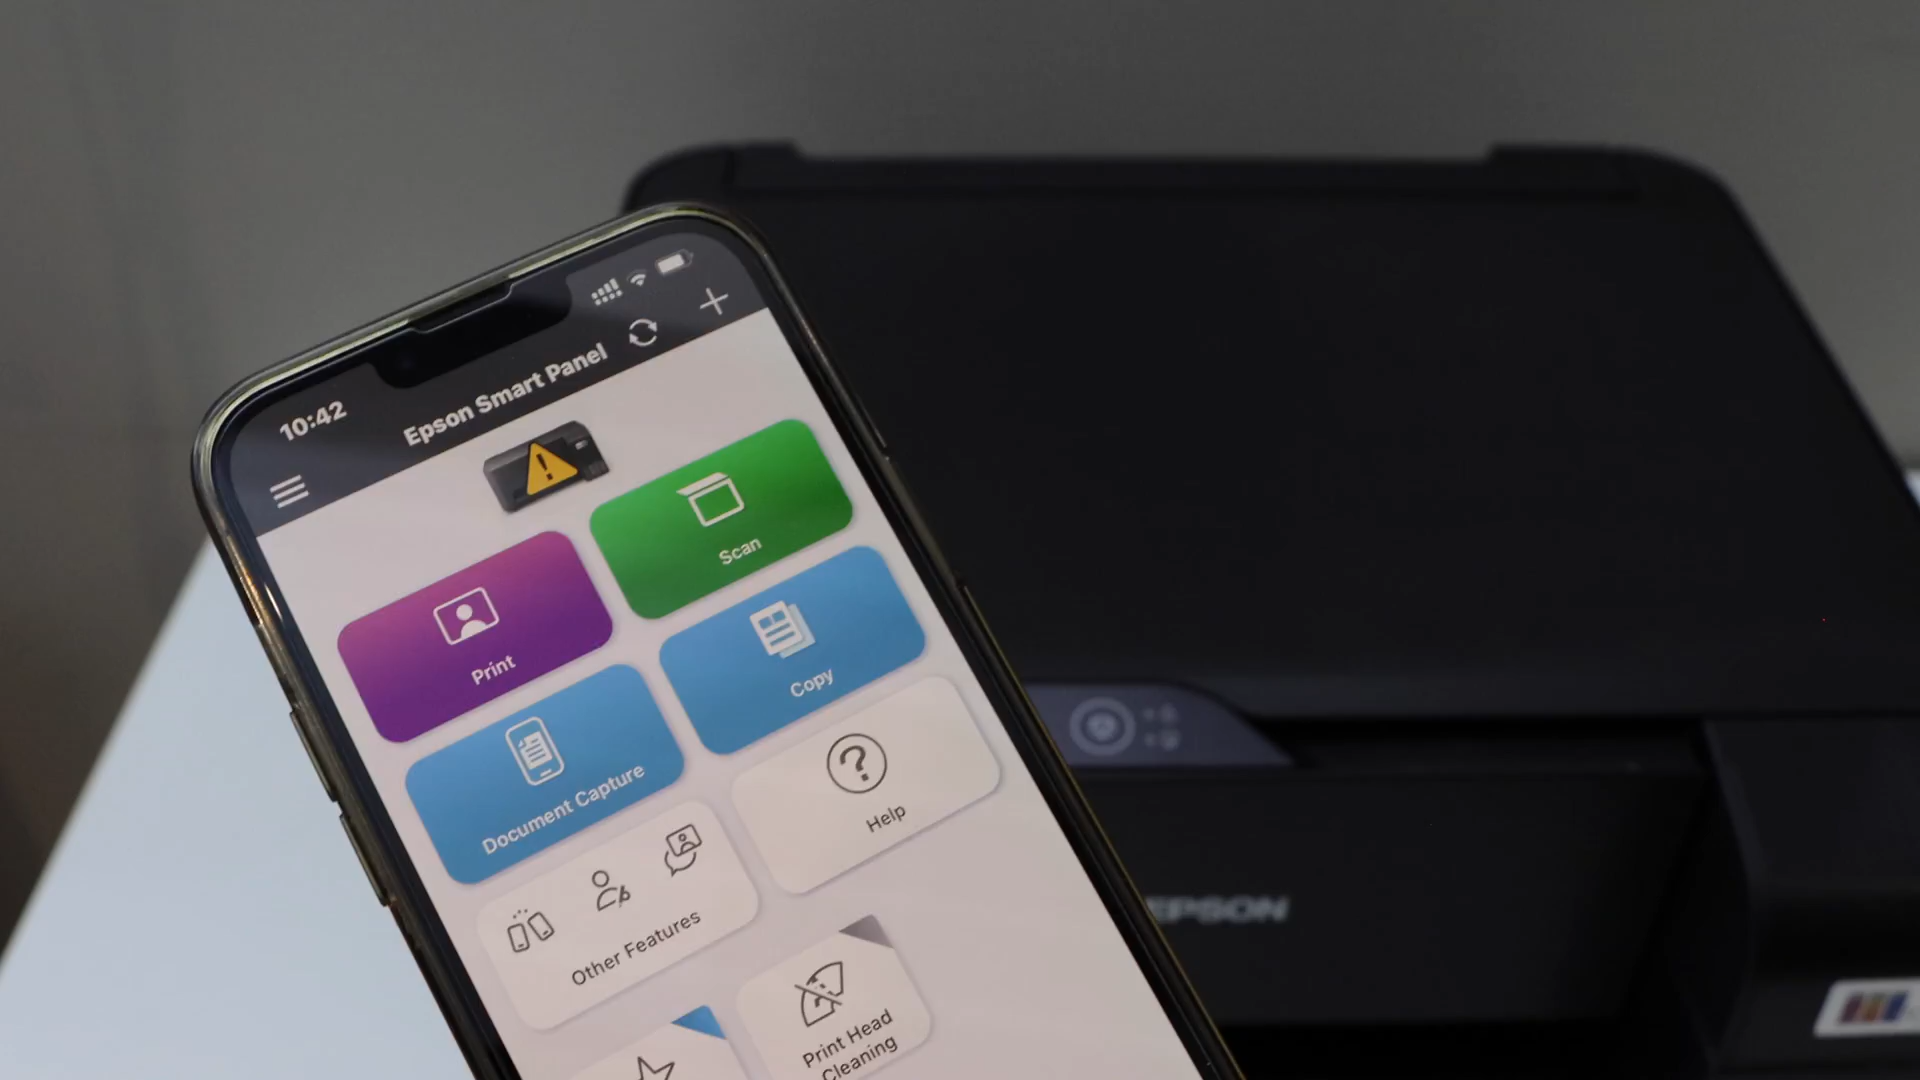 10:42
Epson Smart Panel
Scan
Print
Copy
Document Capture
Help
Other Features
Print Head
Cleaning
EPSON